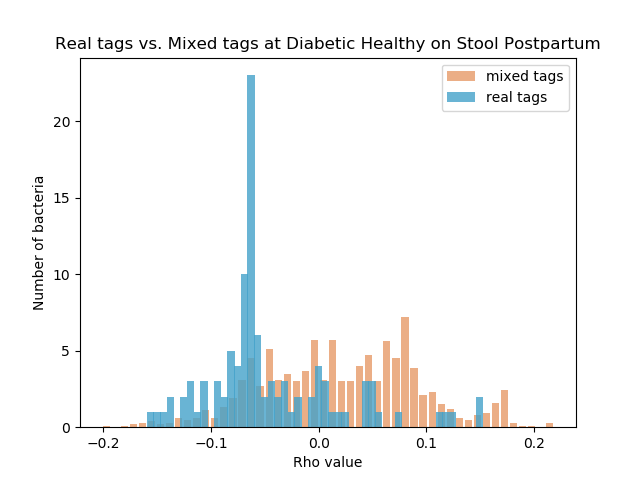 Real tags vs. Mixed tags at Diabetic Healthy on Stool Postpartum
mixed tags
real tags
Number of bacteria
20
15
10
5
0
−0.2
−0.1
0.0
0.1
0.2
Rho value